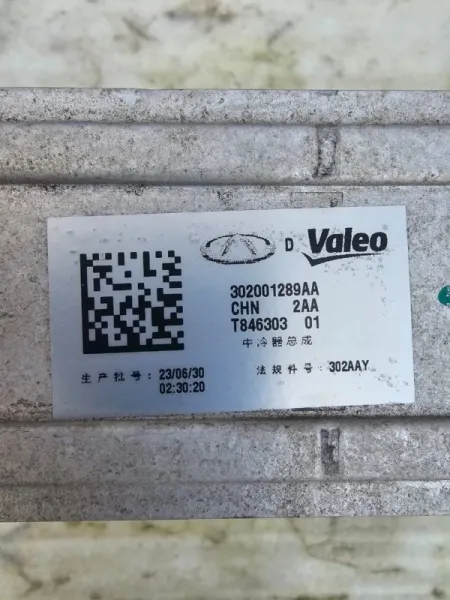 D Valeo
302001289AA
CHN 2AA
T846303 01
中冷器总成
生产批号: 23/06/30
02:30:20
法规件号: 302AAY